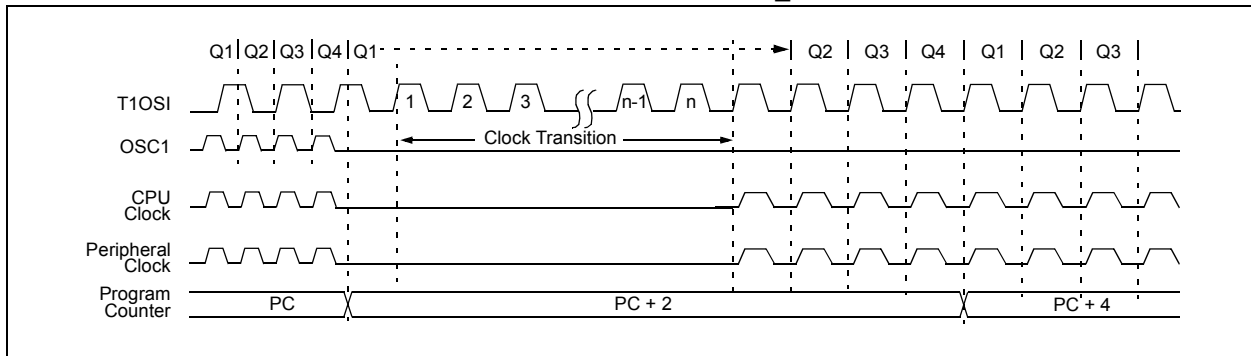 Q1 Q2 Q3 Q4 Q1 Q2 Q3 Q4 Q1 Q2 Q3
T1OSI 1 2 3 n-1 n
Clock Transition
OSC1
CPU
Clock
Peripheral
Clock
Program
Counter
PC PC + 2 PC + 4